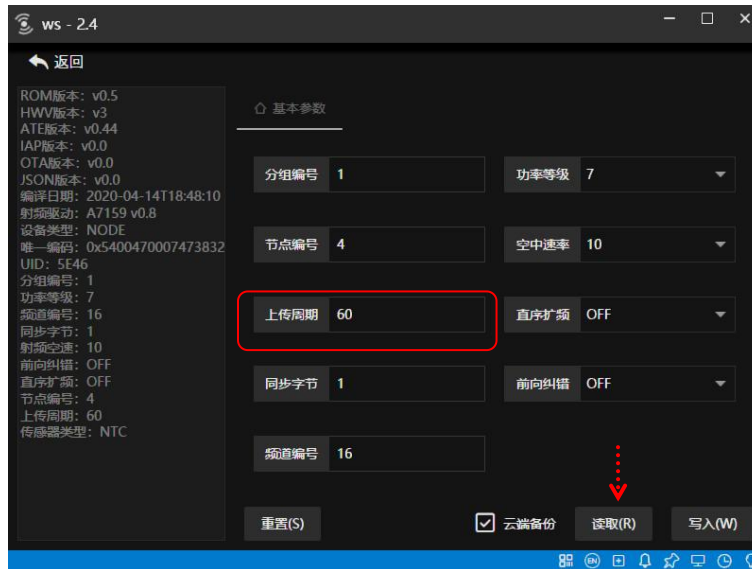 ws - 2.4
返回
ROM版本：v0.5
HWV版本：v3
ATE版本：v0.44
IAP版本：v0.0
OTA版本：v0.0
JSON版本：v0.0
编译日期：2020-04-14T18:48:10
射频驱动：A7159 v0.8
设备类型：NODE
唯一编码：0x5400470007473832
UID：5E46
分组编号：1
功率等级：7
频道编号：16
同步字节：1
射频空速：10
前向纠错：OFF
直序扩频：OFF
节点编号：4
上传周期：60
传感器类型：NTC
基本参数
分组编号 1 功率等级 7
节点编号 4 空中速率 10
上传周期 60 直序扩频 OFF
同步字节 1 前向纠错 OFF
频道编号 16
重置(S) 云端备份 读取(R) 写入(W)
EN